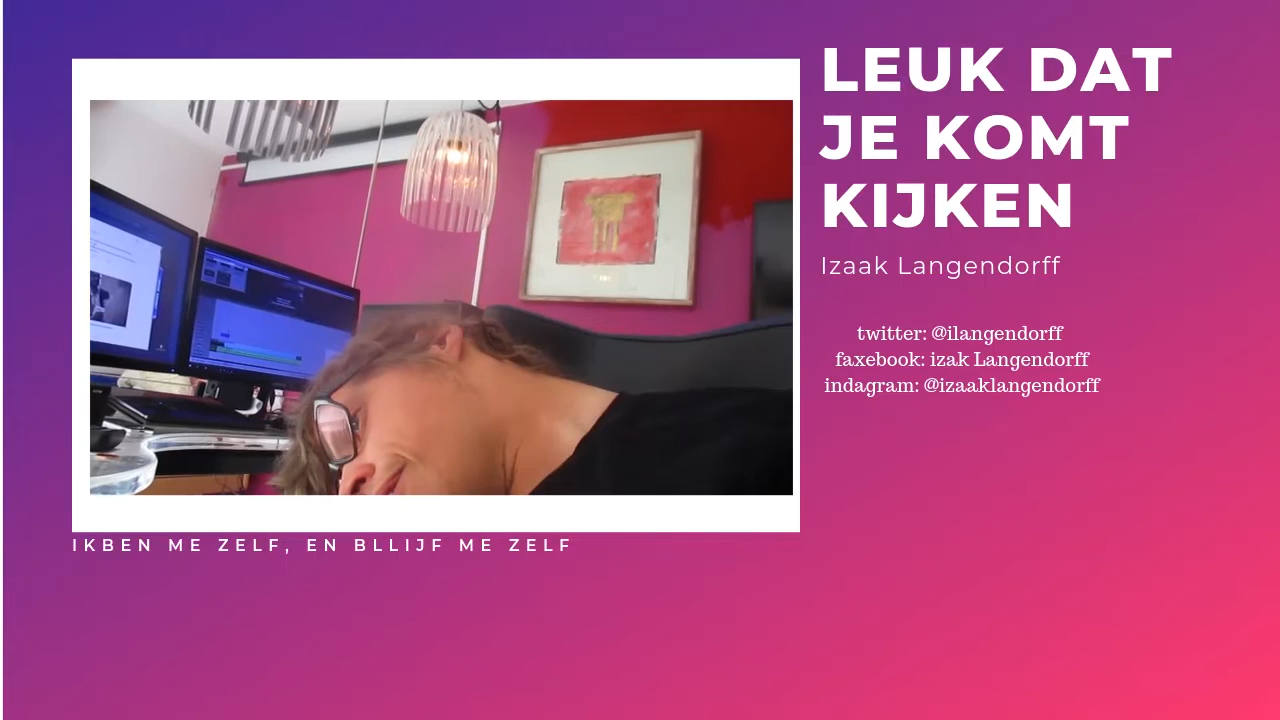 LEUK DAT
JE KOMT
KIJKEN
Izaak Langendorff
twitter: @ilangendorff
faxebook: izak Langendorff
indagram: @izaaklangendorff
IKBEN ME ZELF, EN BLLIJF ME ZELF